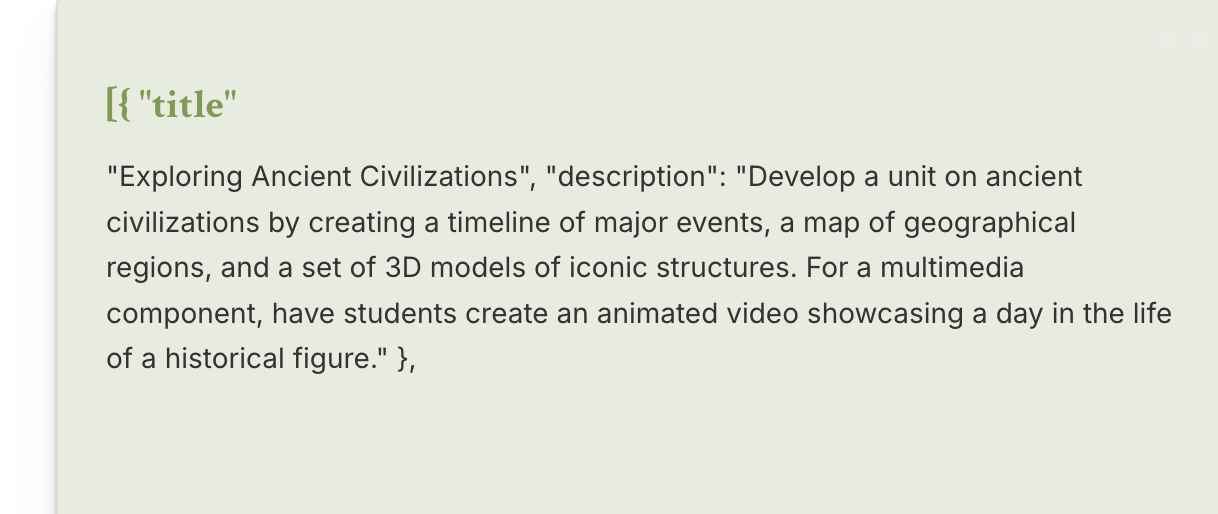 [{ "title"
"Exploring Ancient Civilizations", "description": "Develop a unit on ancient
civilizations by creating a timeline of major events, a map of geographical
regions, and a set of 3D models of iconic structures. For a multimedia
component, have students create an animated video showcasing a day in the life
of a historical figure." },